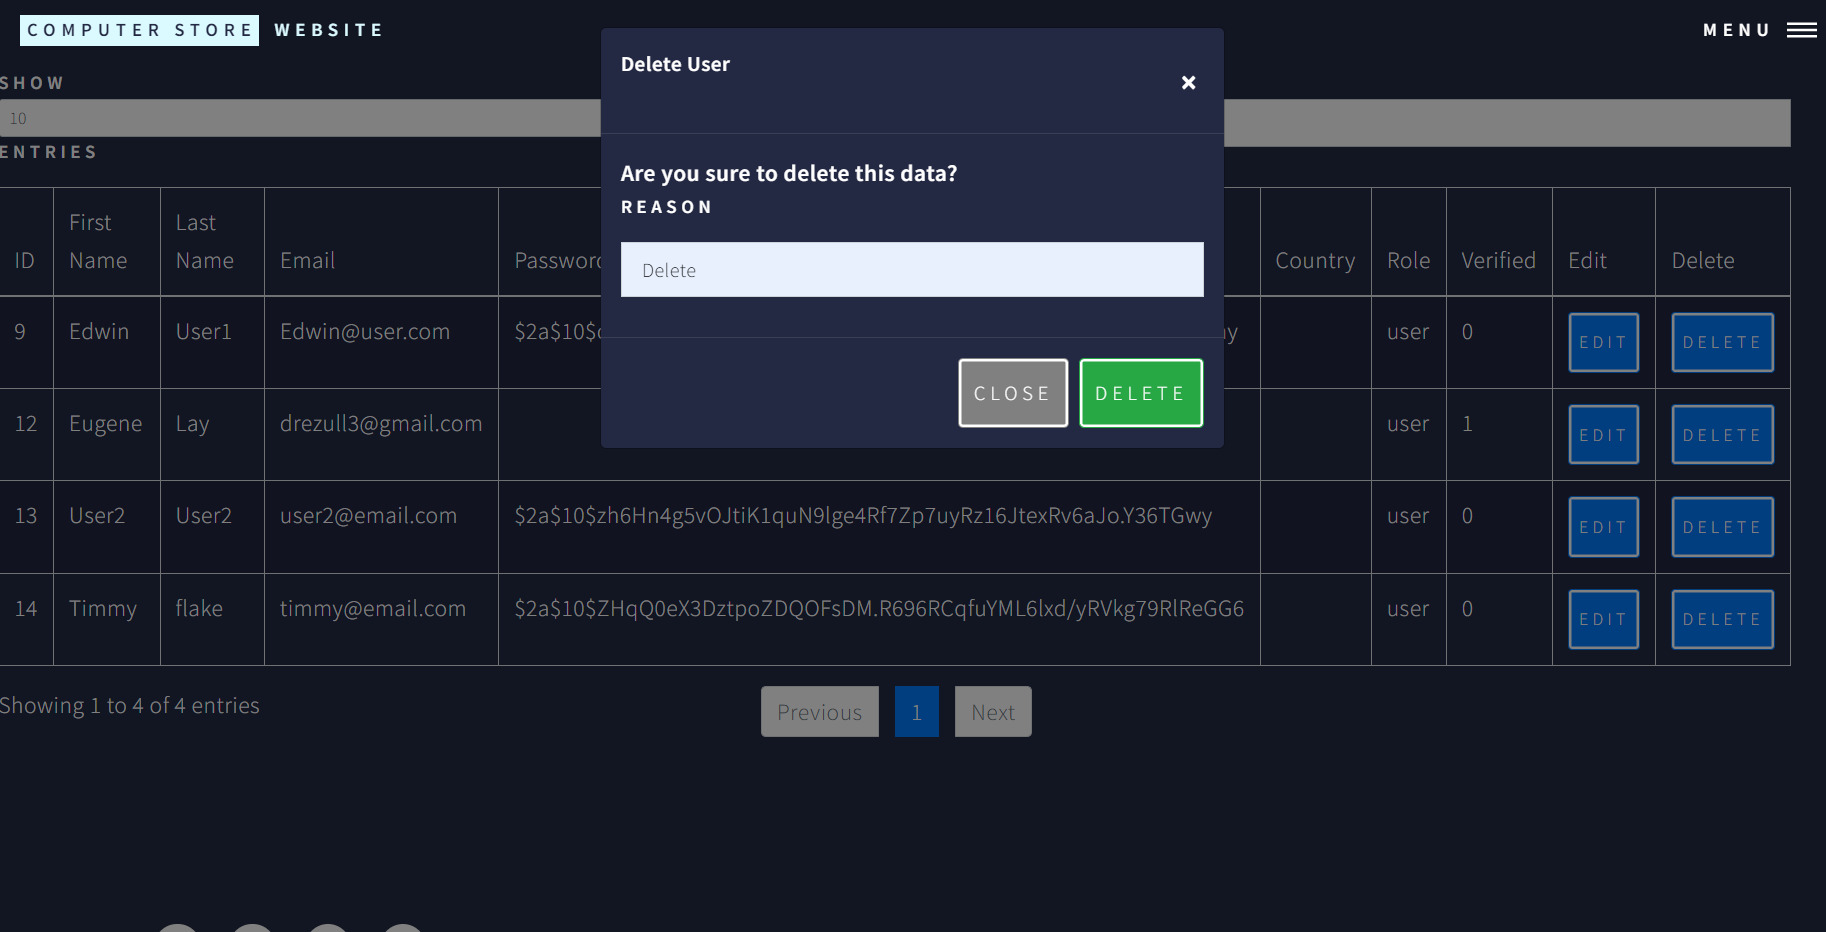 COMPUTER STORE WEBSITE
MENU
SHOW
10
ENTRIES
Delete User
×
Are you sure to delete this data?
REASON
Delete
CLOSE DELETE
ID First Name Last Name Email Password Country Role Verified Edit Delete
9 Edwin User1 Edwin@user.com $2a$10$ user 0 EDIT DELETE
12 Eugene Lay drezull3@gmail.com user 1 EDIT DELETE
13 User2 User2 user2@email.com $2a$10$zh6Hn4g5vOJtiK1quN9lge4Rf7Zp7uyRz16JtexRv6aJo.Y36TGwy user 0 EDIT DELETE
14 Timmy flake timmy@email.com $2a$10$ZHqQ0eX3DztpoZDQOFsDM.R696RCqfuYML6lxd/yRVkg79RlReGG6 user 0 EDIT DELETE
Showing 1 to 4 of 4 entries
Previous 1 Next